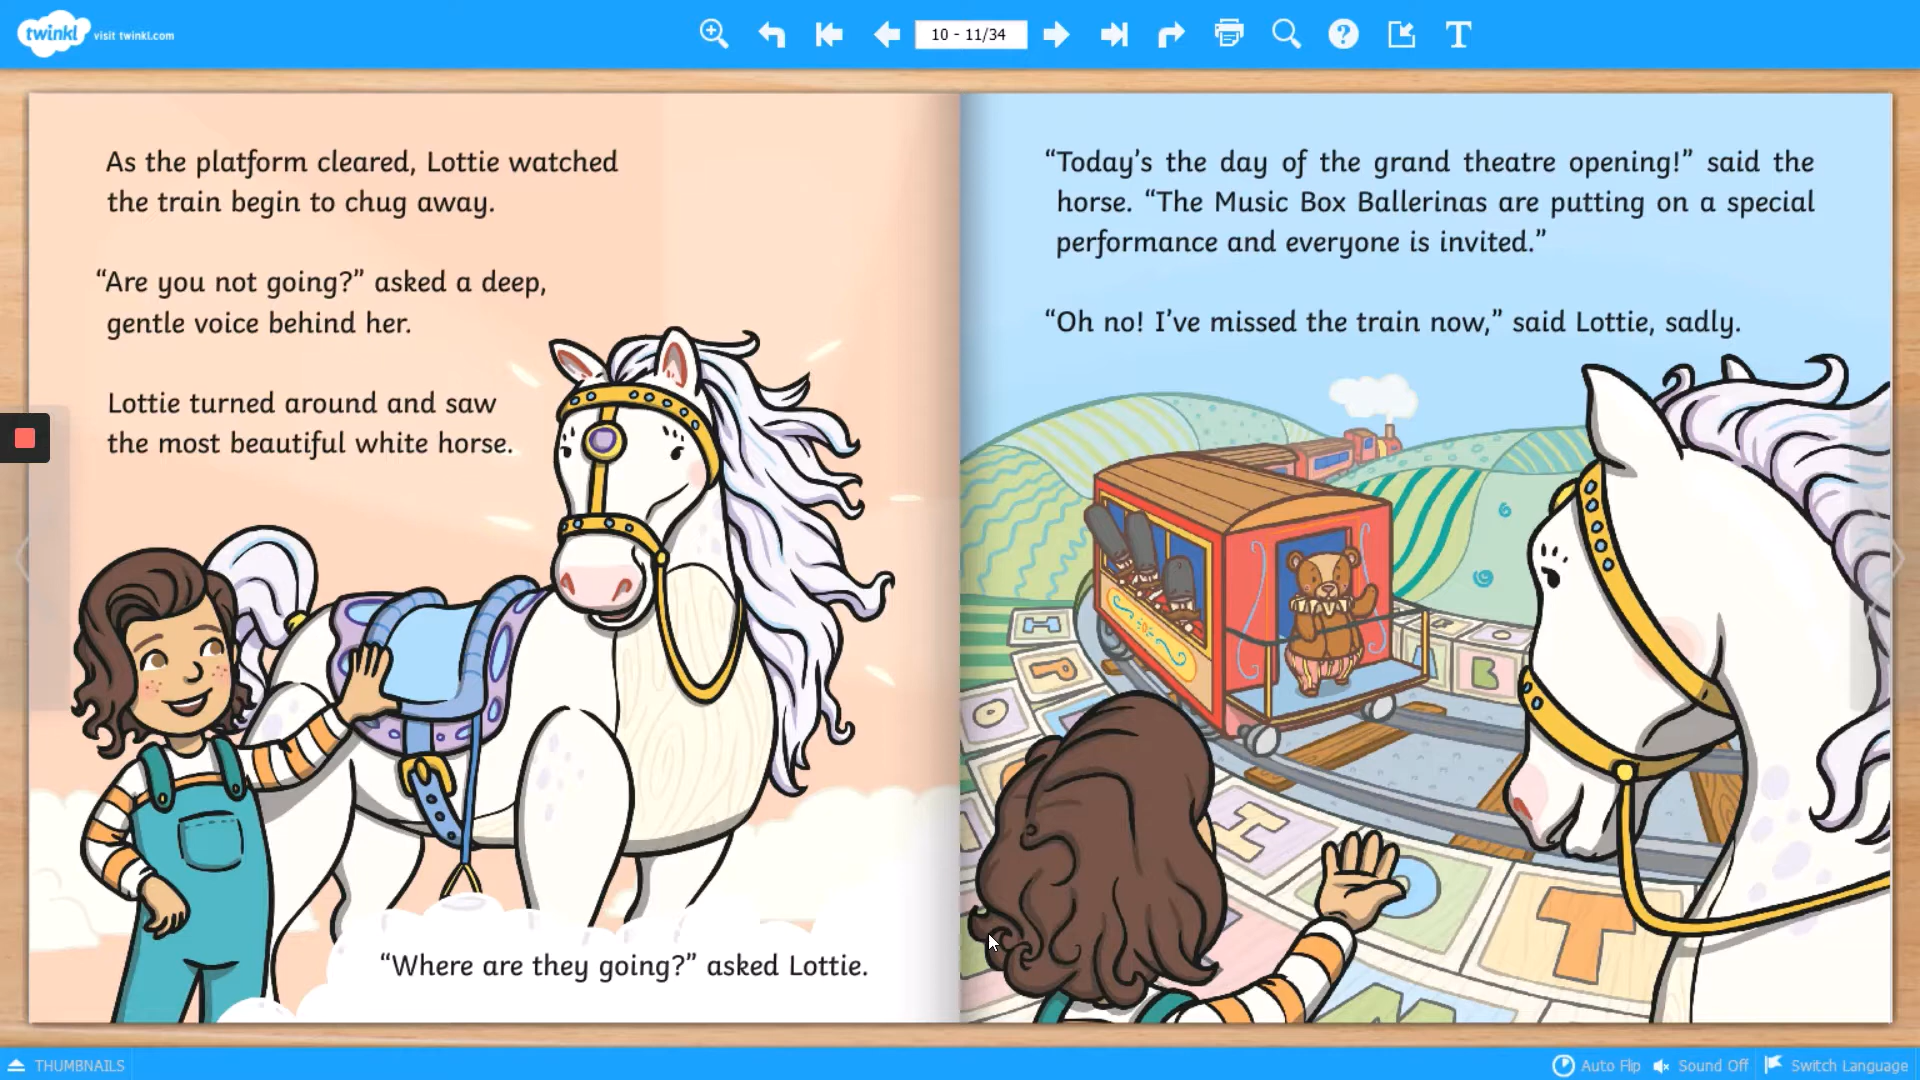 twinkl visit twinkl.com
10 - 11/34
As the platform cleared, Lottie watched
the train begin to chug away.
“Are you not going?” asked a deep,
gentle voice behind her.
Lottie turned around and saw
the most beautiful white horse.
“Where are they going?” asked Lottie.
“Today’s the day of the grand theatre opening!” said the
horse. “The Music Box Ballerinas are putting on a special
performance and everyone is invited.”
“Oh no! I’ve missed the train now,” said Lottie, sadly.
H
P
O
B
I
O
T
M
THUMBNAILS
Auto Flip
Sound Off
Switch Language